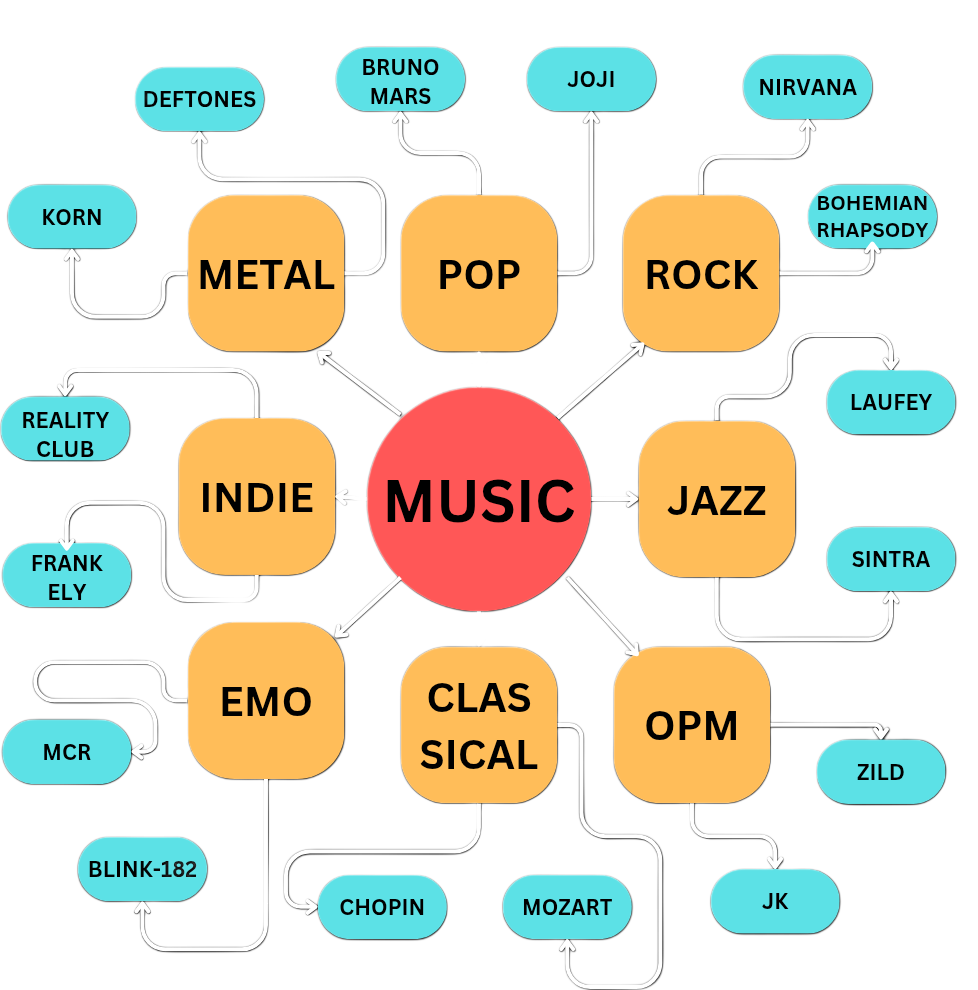 BRUNO
MARS
JOJI
NIRVANA
DEFTONES
KORN
BOHEMIAN
RHAPSODY
METAL
POP
ROCK
REALITY
CLUB
LAUFEY
INDIE
MUSIC
JAZZ
FRANK
ELY
SINTRA
EMO
CLAS
SICAL
OPM
MCR
ZILD
BLINK-182
CHOPIN
MOZART
JK